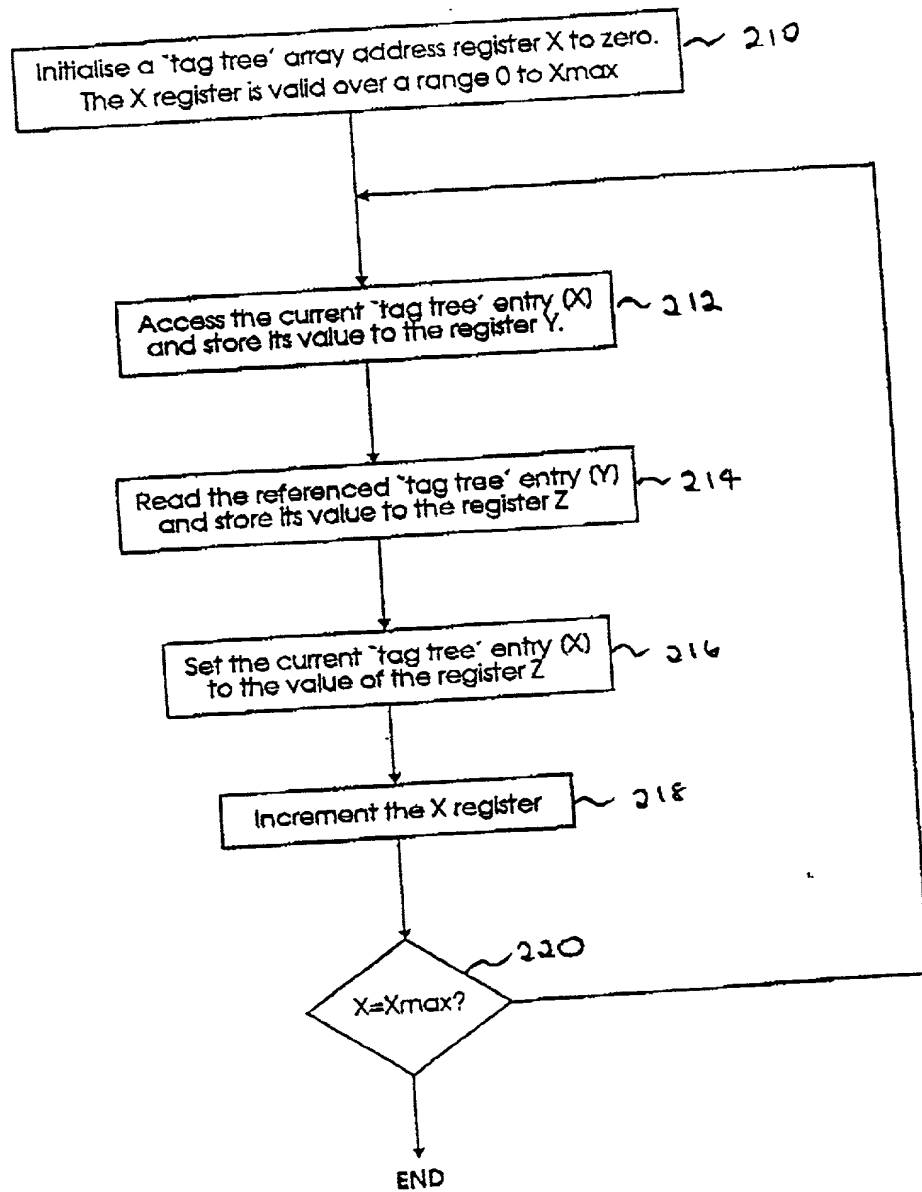 Initialise a `tag tree' array address register X to zero.
The X register is valid over a range 0 to Xmax
210
Access the current `tag tree' entry (X)
and store its value to the register Y.
212
Read the referenced `tag tree' entry (Y)
and store its value to the register Z
214
Set the current `tag tree' entry (X)
to the value of the register Z
216
Increment the X register
218
220
X=Xmax?
END